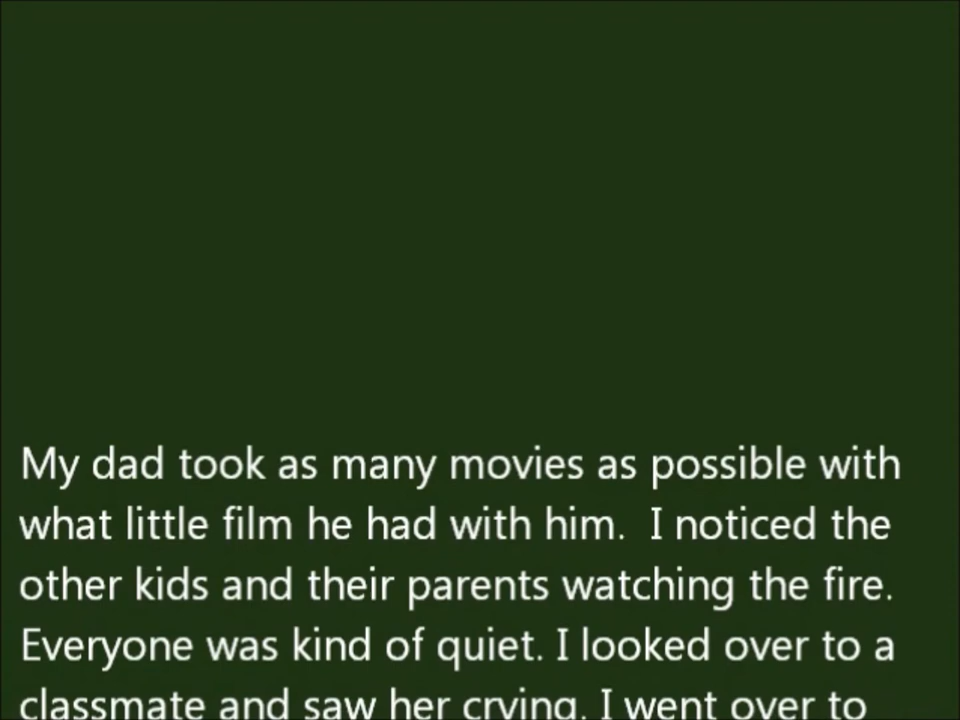 My dad took as many movies as possible with
what little film he had with him.  I noticed the
other kids and their parents watching the fire.
Everyone was kind of quiet. I looked over to a
classmate and saw her crying. I went over to